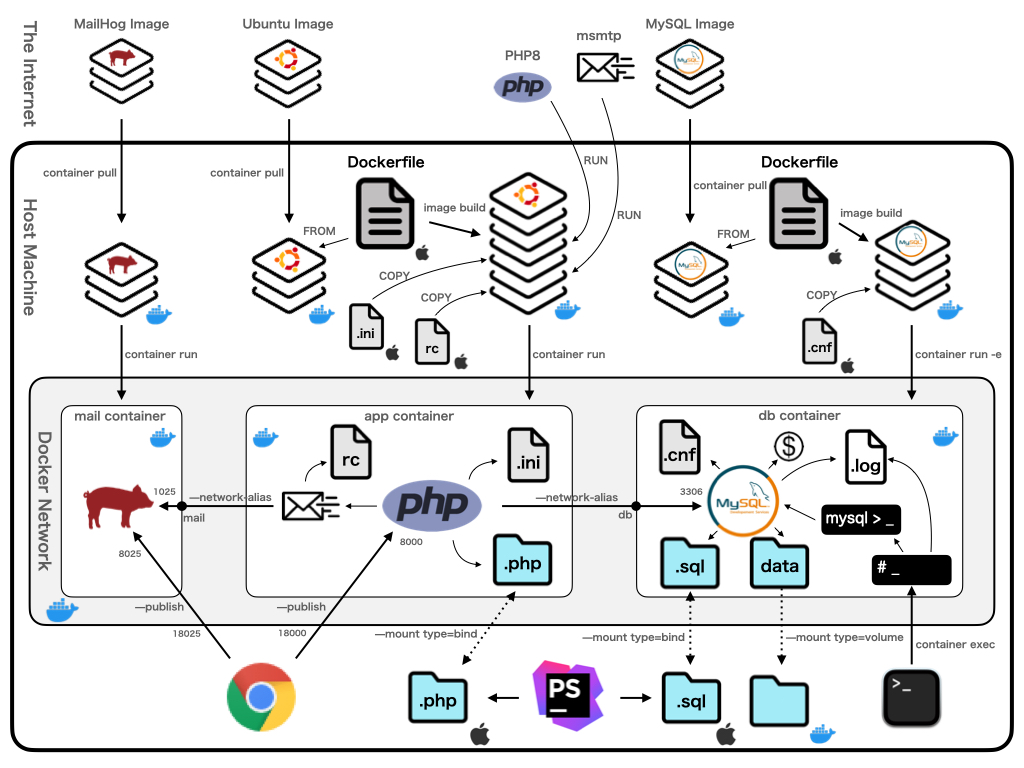 The Internet
MailHog Image
Ubuntu Image
PHP8
php
msmtp
MySQL Image
MySQL
Host Machine
container pull
container pull
Dockerfile
RUN
RUN
container pull
Dockerfile
image build
image build
FROM
FROM
MySQL
MySQL
COPY
COPY
COPY
.ini
rc
.cnf
container run
container run
container run -e
Docker Network
mail container
app container
db container
rc
.ini
.cnf
$
.log
1025
—network-alias
mail
php
8000
—network-alias
db
3306
MySQL
mysql > _
8025
.php
.sql
data
# _
—publish
18025
—publish
18000
—mount type=bind
—mount type=bind
—mount type=volume
container exec
.php
PS
.sql
>_